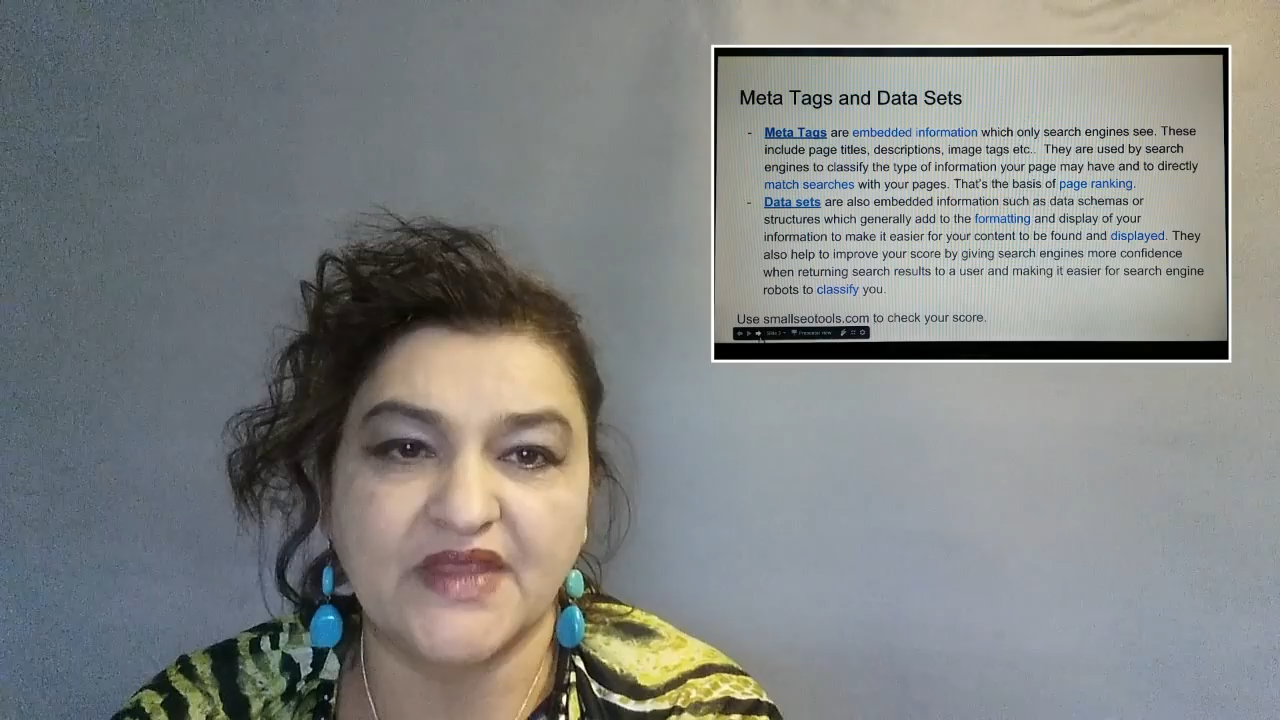 Meta Tags and Data Sets
- Meta Tags are embedded information which only search engines see. These
include page titles, descriptions, image tags etc.. They are used by search
engines to classify the type of information your page may have and to directly
match searches with your pages. That's the basis of page ranking.
- Data sets are also embedded information such as data schemas or
structures which generally add to the formatting and display of your
information to make it easier for your content to be found and displayed. They
also help to improve your score by giving search engines more confidence
when returning search results to a user and making it easier for search engine
robots to classify you.
Use smallseotools.com to check your score.
Slide 2 Presenter view